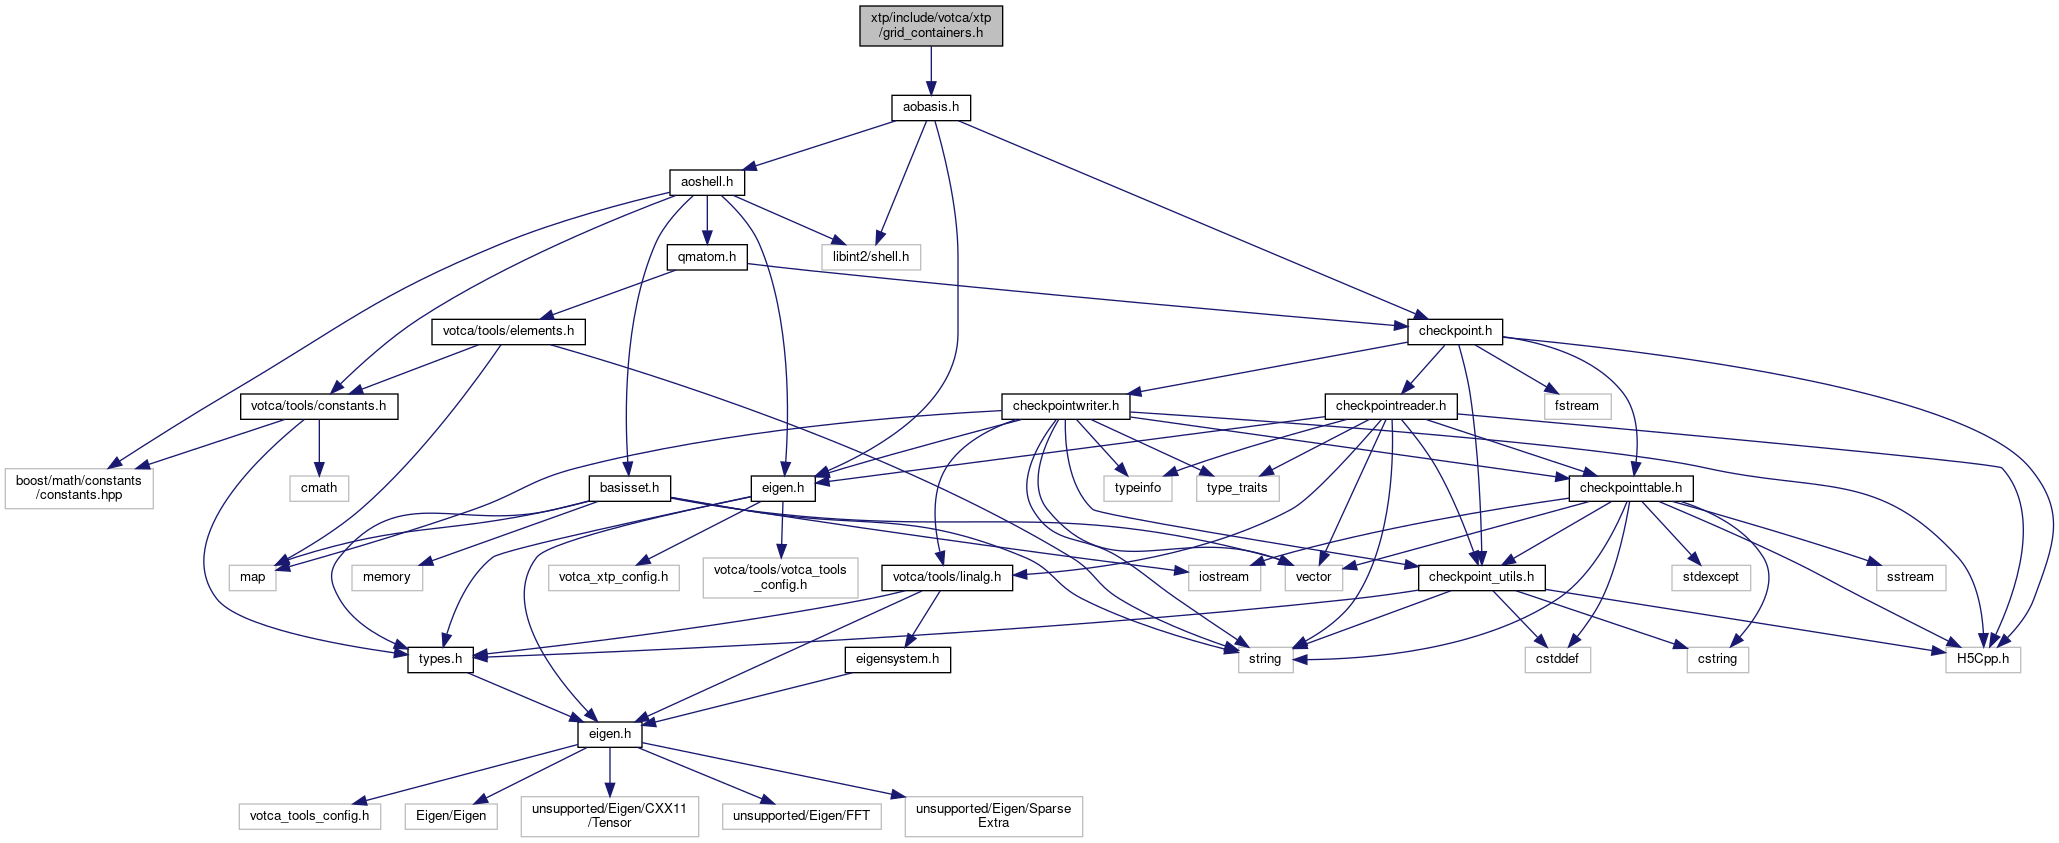 xtp/include/votca/xtp
/grid_containers.h
aobasis.h
aoshell.h
qmatom.h
libint2/shell.h
votca/tools/elements.h
checkpoint.h
votca/tools/constants.h
checkpointwriter.h
checkpointreader.h
fstream
boost/math/constants
/constants.hpp
cmath
basisset.h
eigen.h
typeinfo
type_traits
checkpointtable.h
map
memory
votca_xtp_config.h
votca/tools/votca_tools
_config.h
votca/tools/linalg.h
iostream
vector
checkpoint_utils.h
stdexcept
sstream
types.h
eigensystem.h
string
cstddef
cstring
H5Cpp.h
eigen.h
votca_tools_config.h
Eigen/Eigen
unsupported/Eigen/CXX11
/Tensor
unsupported/Eigen/FFT
unsupported/Eigen/Sparse
Extra